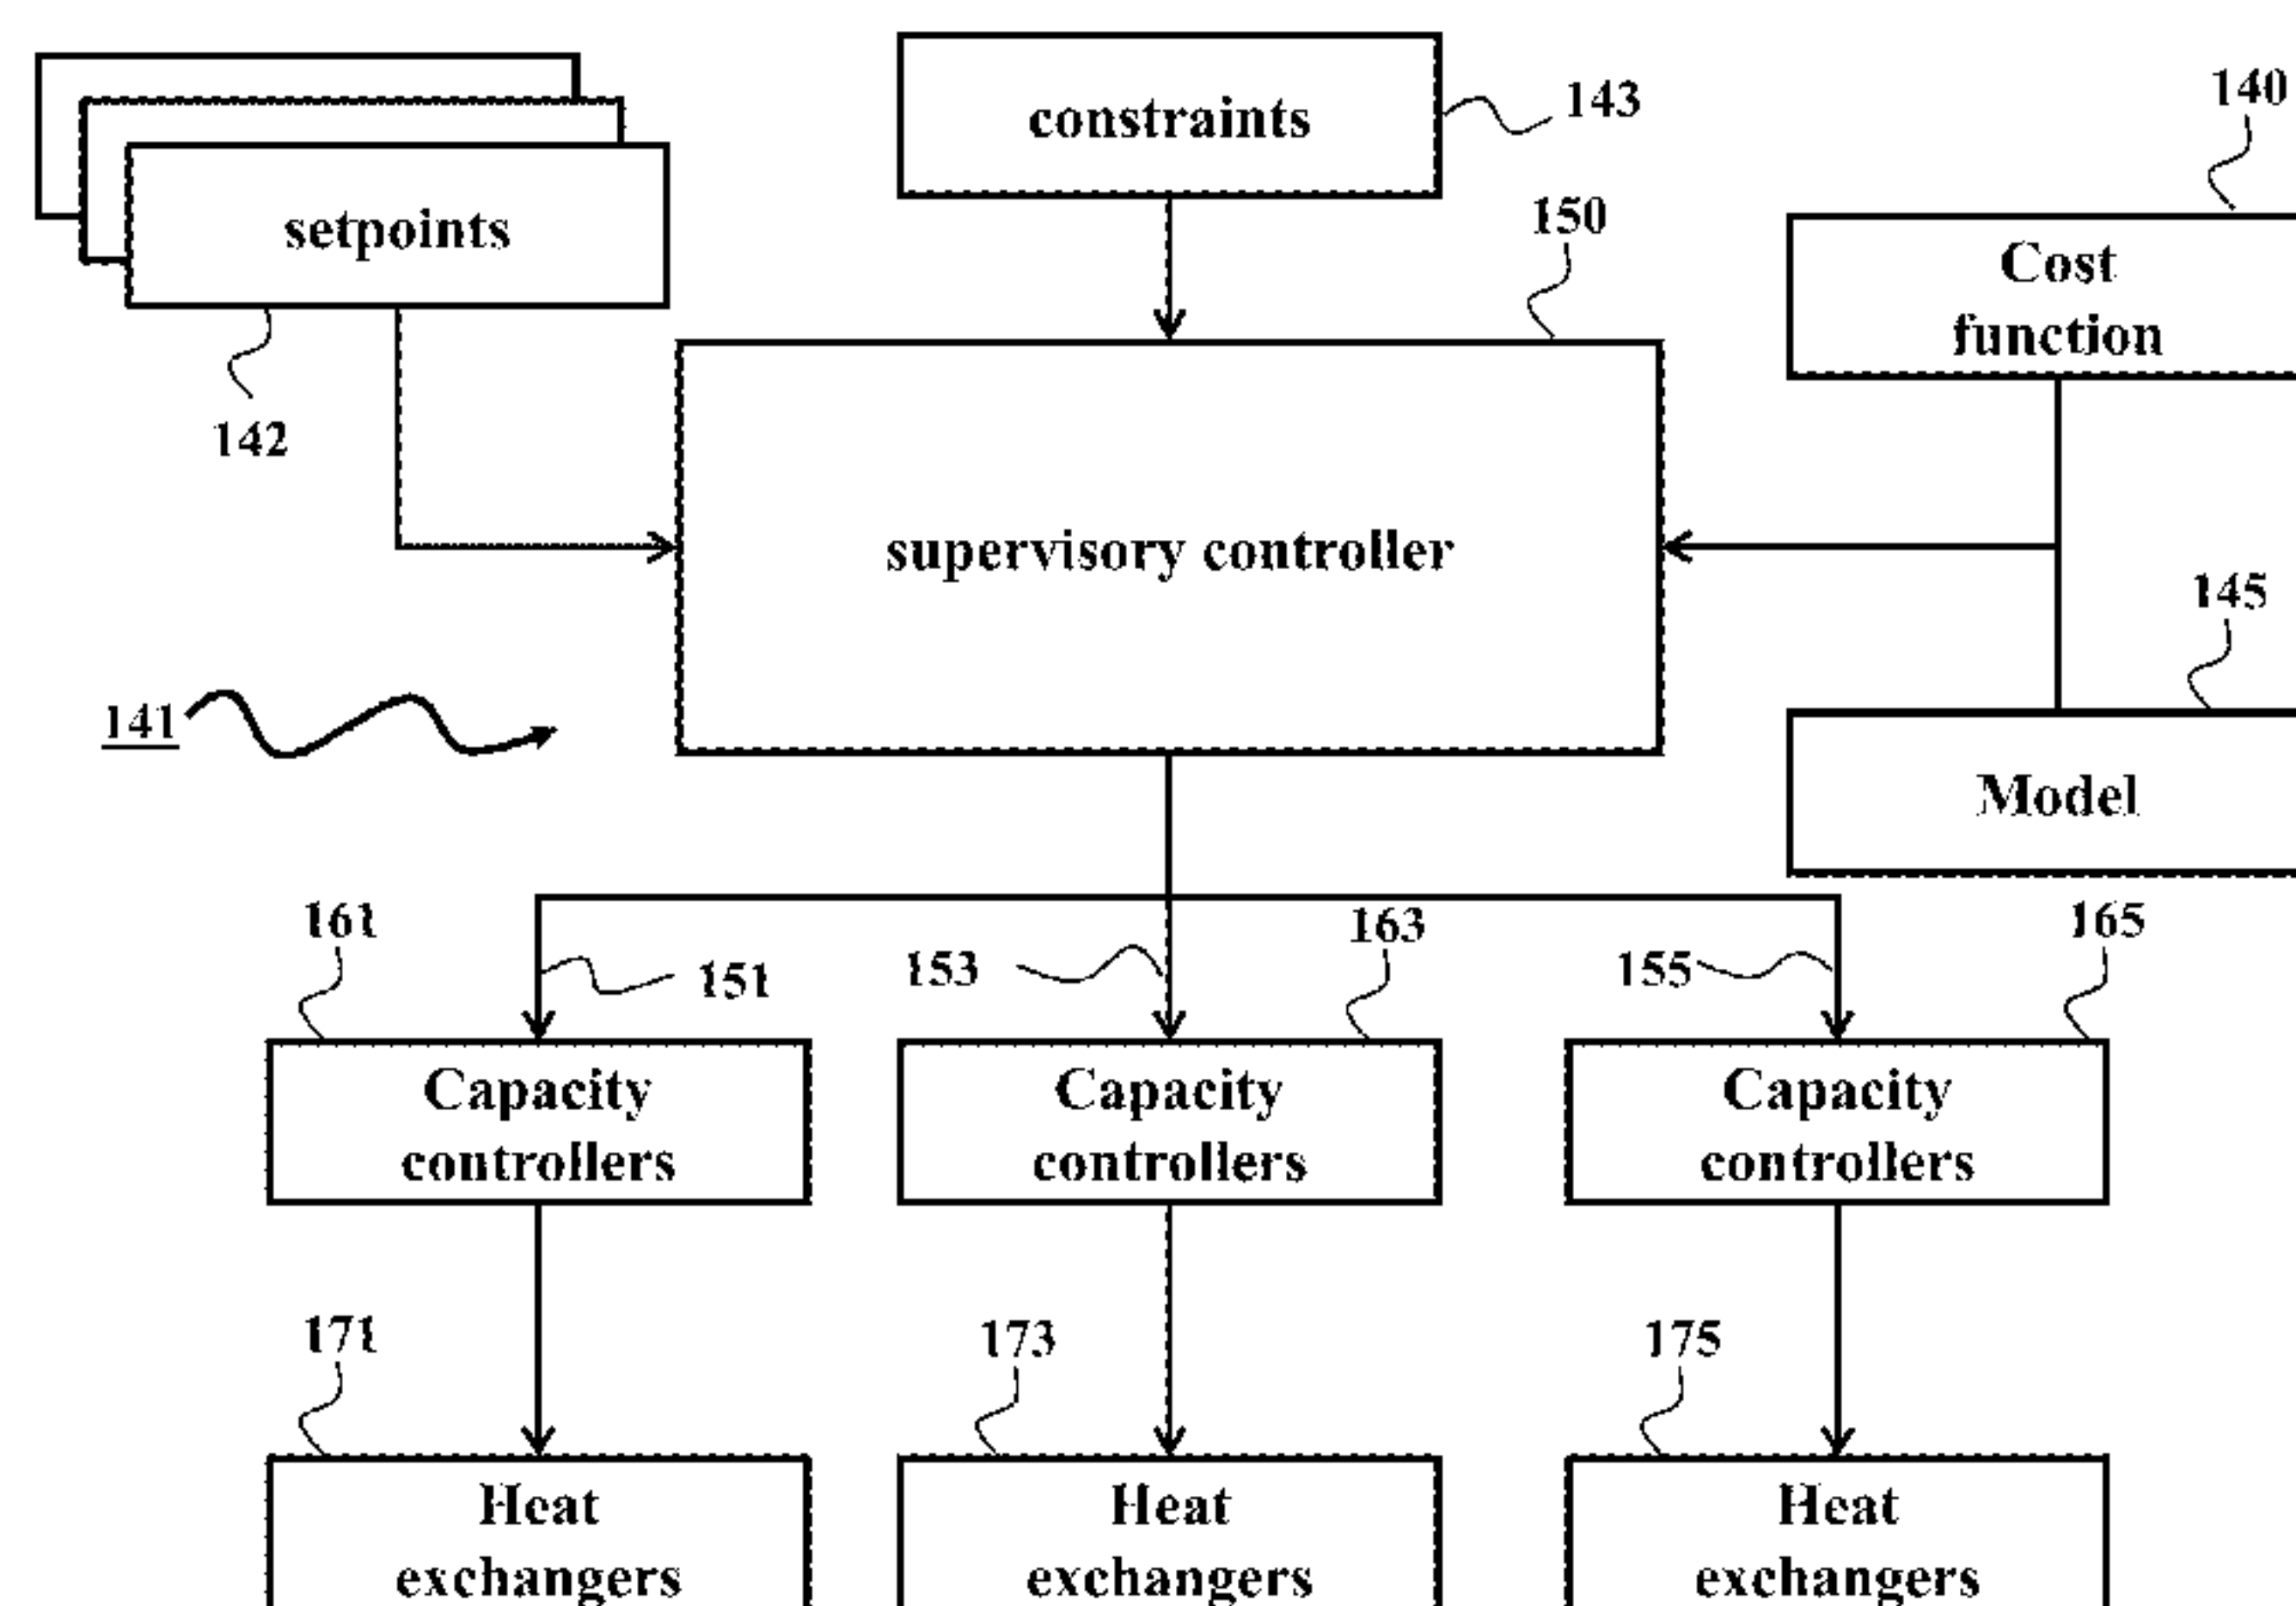 140
constraints
143
150
setpoints
Cost
function
142
supervisory controller
145
141
Model
161
163
165
151
153
155
Capacity
controllers
Capacity
controllers
Capacity
controllers
171
173
175
Heat
exchangers
Heat
exchangers
Heat
exchangers